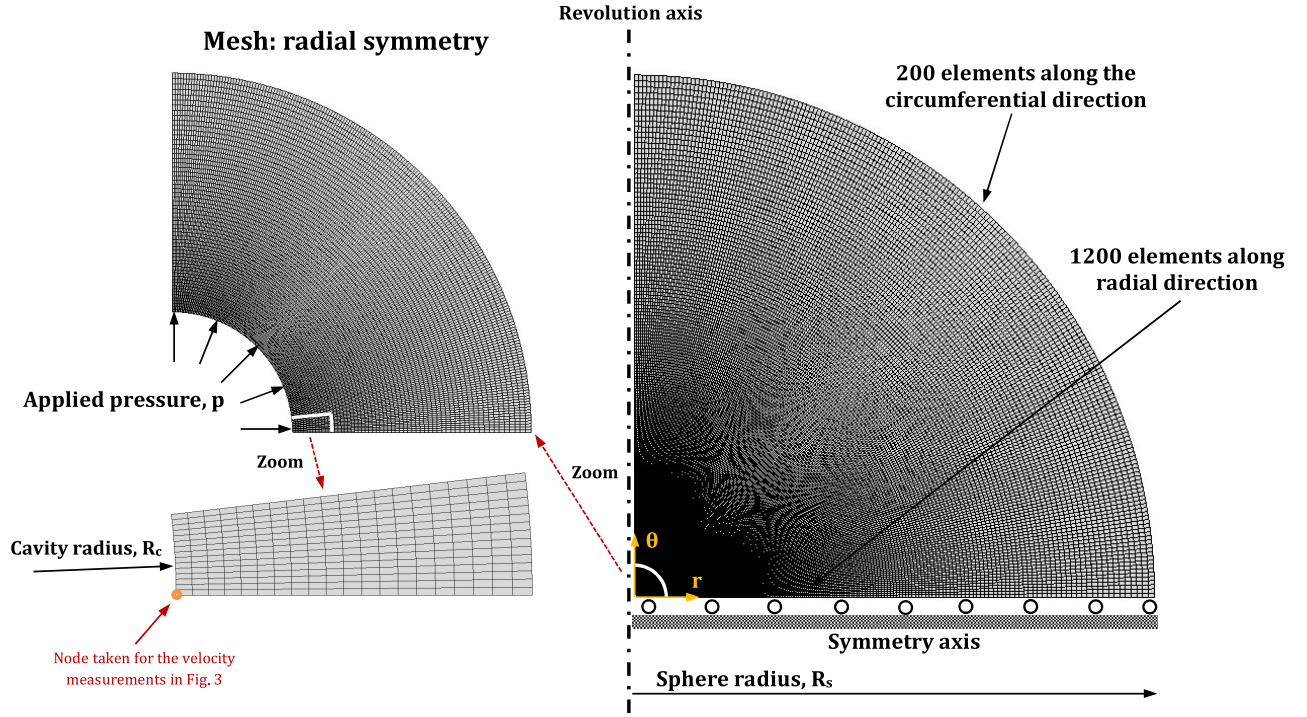 Revolution axis
Mesh: radial symmetry
200 elements along the
circumferential direction
1200 elements along
radial direction
Applied pressure, p
Zoom
Zoom
Cavity radius, Rc
θ
r
Node taken for the velocity
measurements in Fig. 3
Symmetry axis
Sphere radius, Rs